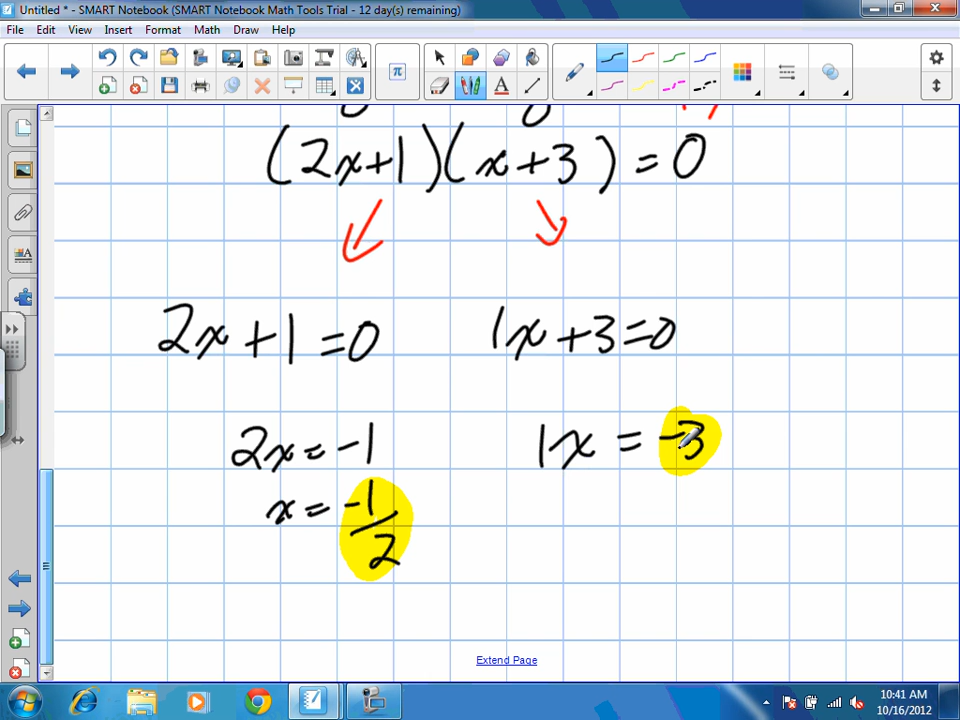 Untitled * - SMART Notebook (SMART Notebook Math Tools Trial - 12 day(s) remaining)
File Edit View Insert Format Math Draw Help
π
(2x+1)(x+3)=0
2x+1=0 1x+3=0
2x=-1 1x=-3
x=-1/2
Extend Page
10:41 AM
10/16/2012